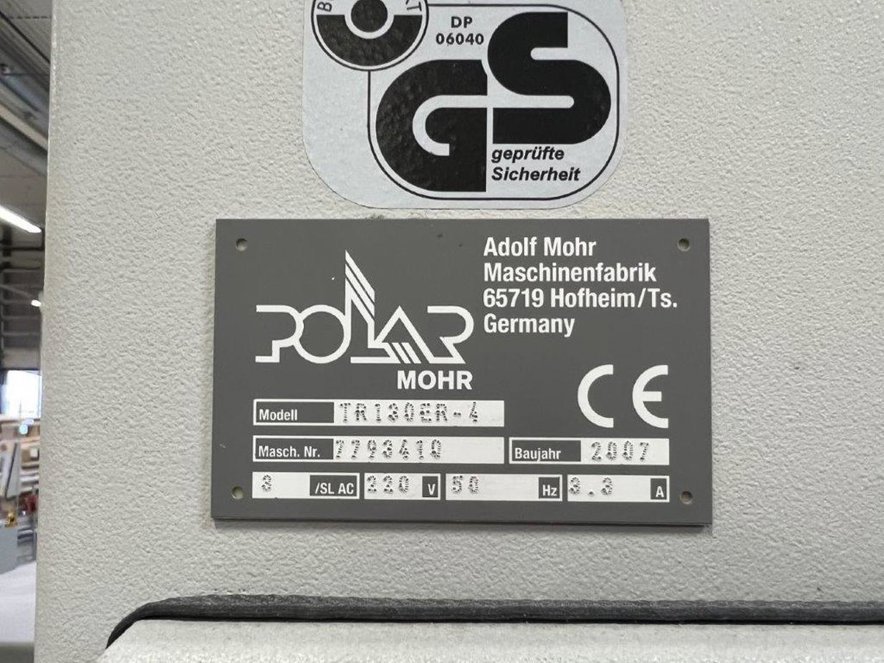 DP
06040
GS
geprüfte
Sicherheit
Adolf Mohr
Maschinenfabrik
65719 Hofheim/Ts.
Germany
POLAR
MOHR
CE
Modell TR130ER-4
Masch. Nr. 7793410 Baujahr 2007
3 /SL AC 220 V 50 Hz 3.3 A